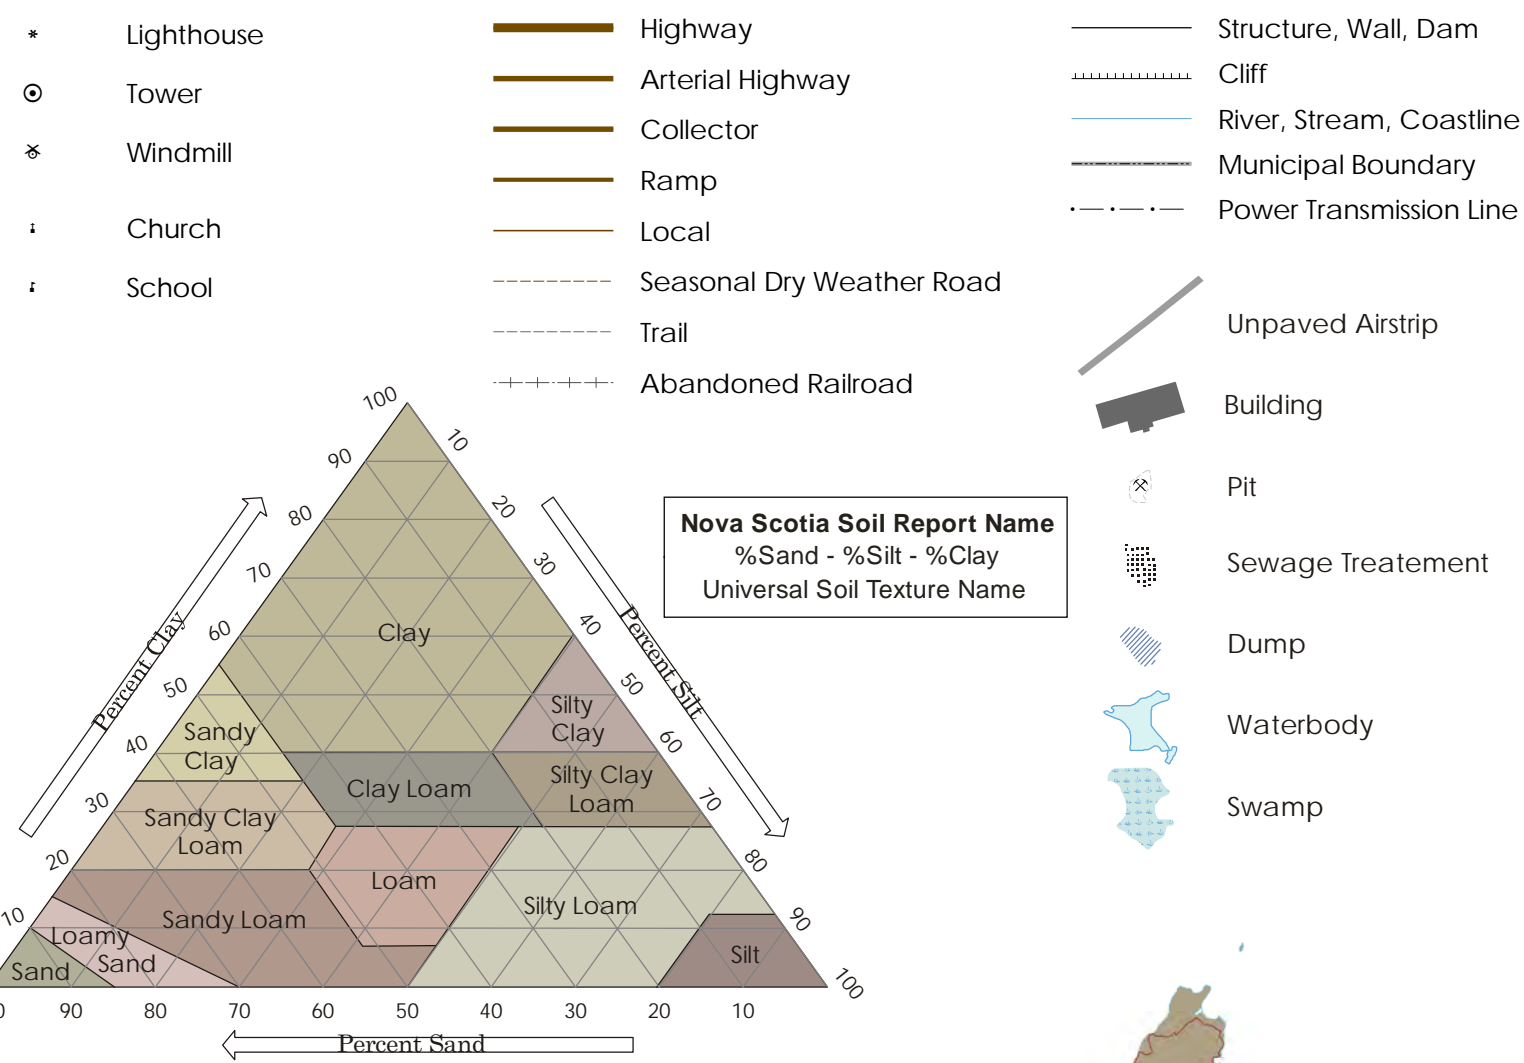 Lighthouse
Tower
Windmill
Church
School
Highway
Arterial Highway
Collector
Ramp
Local
Seasonal Dry Weather Road
Trail
Abandoned Railroad
Structure, Wall, Dam
Cliff
River, Stream, Coastline
Municipal Boundary
Power Transmission Line
Unpaved Airstrip
Building
Pit
Sewage Treatement
Dump
Waterbody
Swamp
Nova Scotia Soil Report Name
%Sand - %Silt - %Clay
Universal Soil Texture Name
100
90
80
70
60
50
40
30
20
10
Percent Clay
10
20
30
40
50
60
70
80
90
100
Percent Silt
Clay
Silty
Clay
Sandy
Clay
Clay Loam
Silty Clay
Loam
Sandy Clay
Loam
Loam
Silty Loam
Sandy Loam
Loamy
Sand
Sand
Silt
90
80
70
60
50
40
30
20
10
Percent Sand